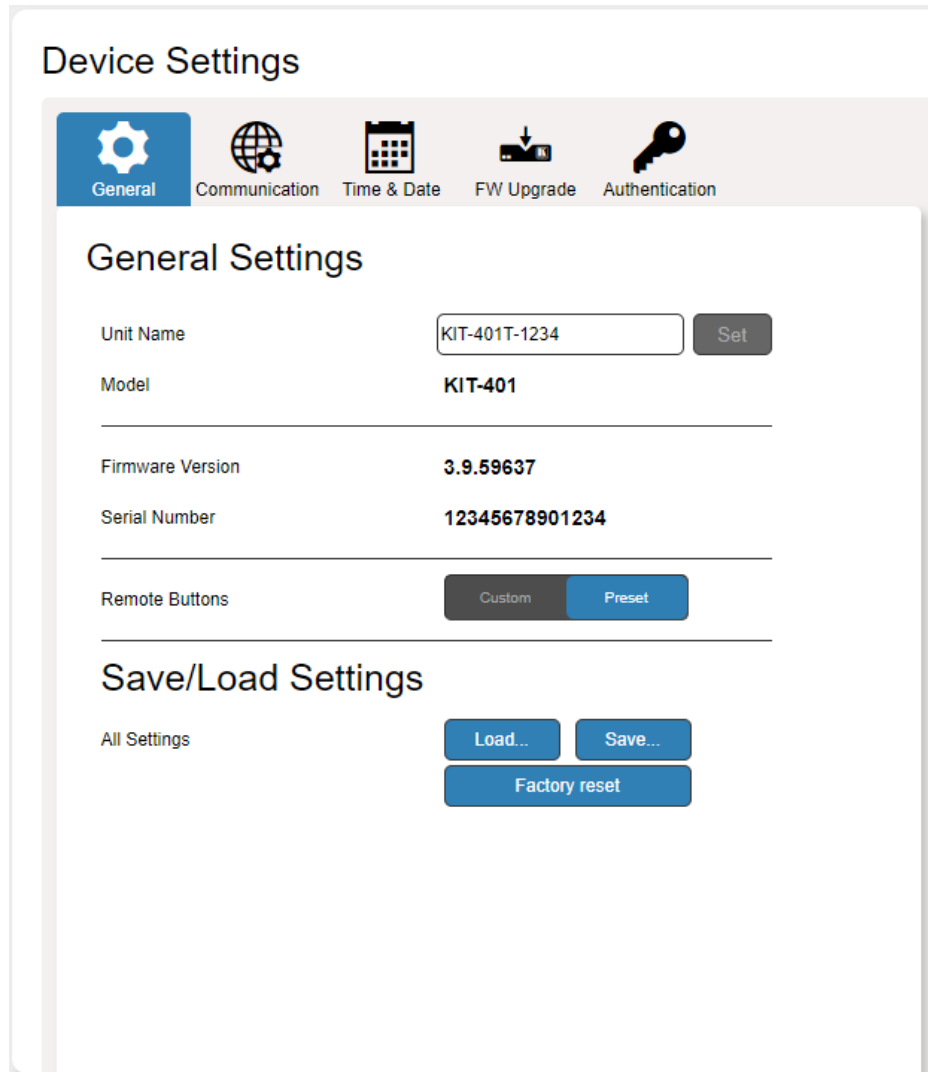 Device Settings
General Communication Time & Date FW Upgrade Authentication
General Settings
Unit Name KIT-401T-1234 Set
Model KIT-401
Firmware Version 3.9.59637
Serial Number 12345678901234
Remote Buttons Custom Preset
Save/Load Settings
All Settings Load... Save...
Factory reset